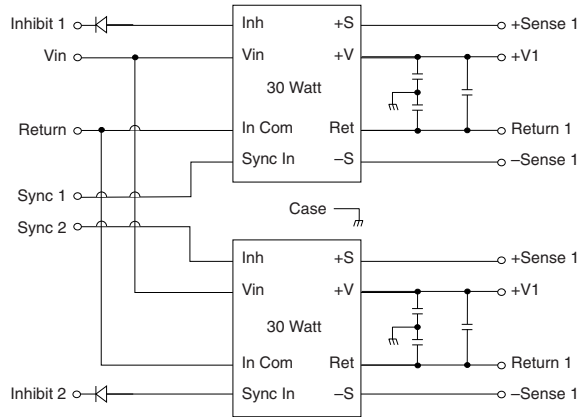 Inhibit 1 Inh +S +Sense 1
Vin Vin +V +V1
30 Watt
Return In Com Ret Return 1
Sync In –S –Sense 1
Sync 1
Case
Sync 2
Inh +S +Sense 1
Vin +V +V1
30 Watt
In Com Ret Return 1
Inhibit 2 Sync In –S –Sense 1